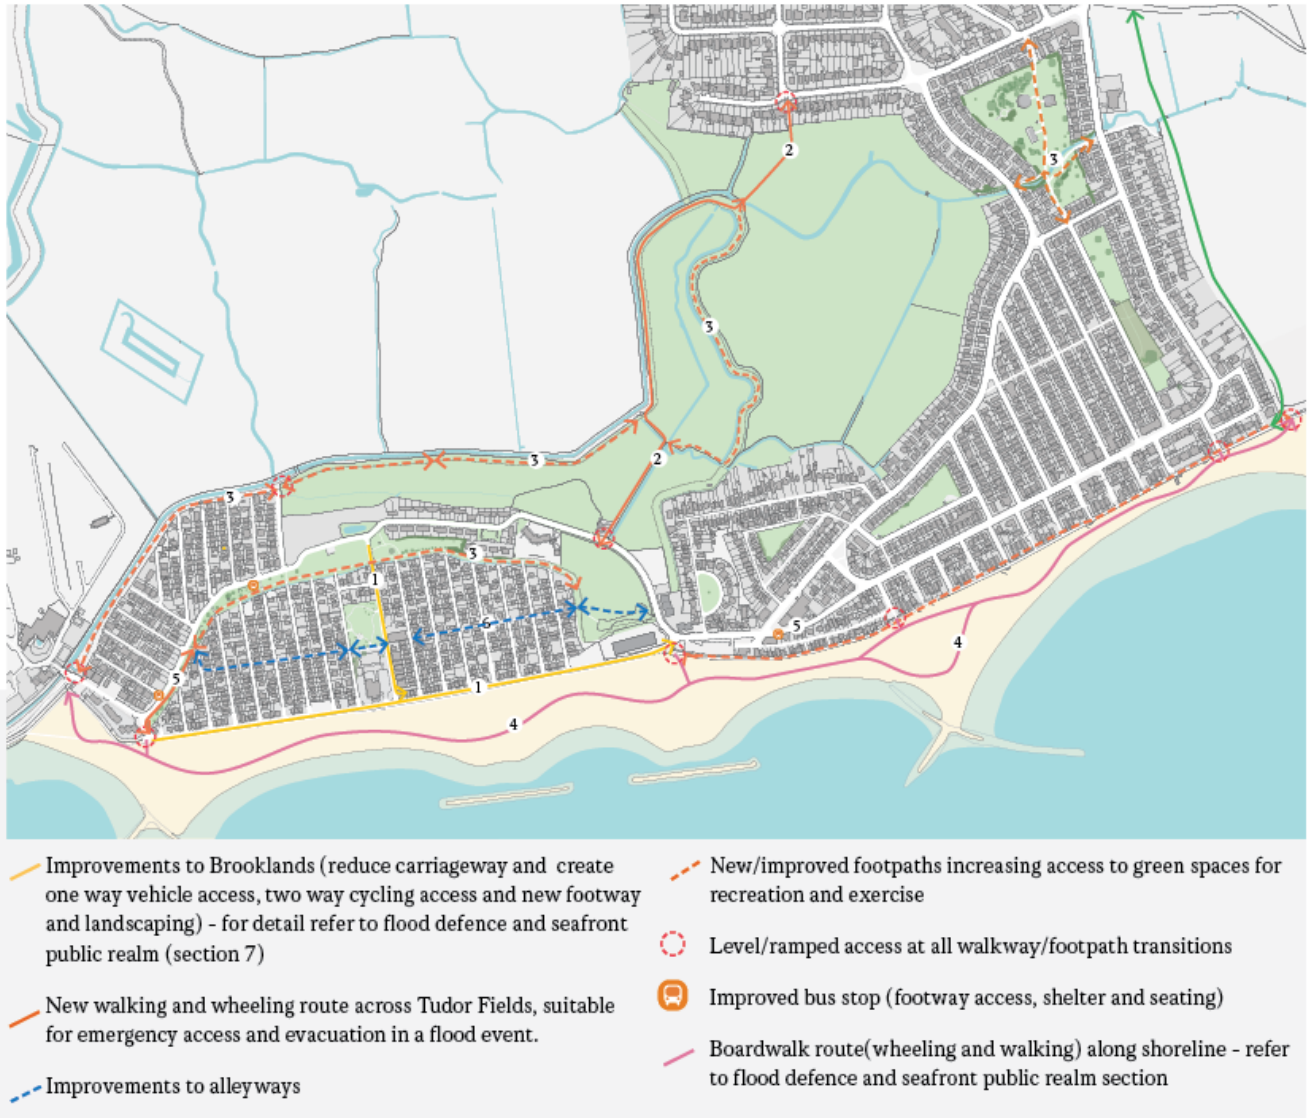 2
3
3
2
3
3
3
1
6
5
5
4
1
4
Improvements to Brooklands (reduce carriageway and create
one way vehicle access, two way cycling access and new footway
and landscaping) - for detail refer to flood defence and seafront
public realm (section 7)
New walking and wheeling route across Tudor Fields, suitable
for emergency access and evacuation in a flood event.
Improvements to alleyways
New/improved footpaths increasing access to green spaces for
recreation and exercise
Level/ramped access at all walkway/footpath transitions
Improved bus stop (footway access, shelter and seating)
Boardwalk route(wheeling and walking) along shoreline - refer
to flood defence and seafront public realm section